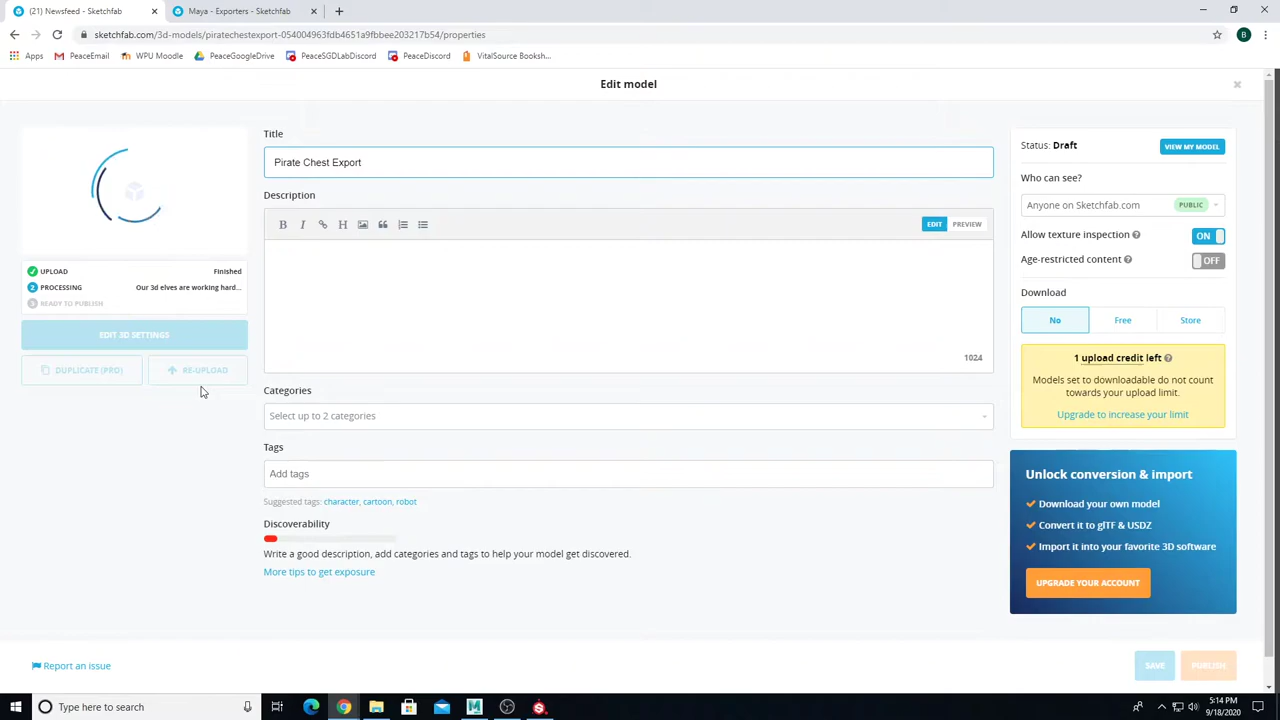 (21) Newsfeed - Sketchfab
Maya - Exporters - Sketchfab
sketchfab.com/3d-models/piratechestexport-054004963fdb4651a9fbbee203217b54/properties
B
Apps
PeaceEmail
WPU Moodle
PeaceGoogleDrive
PeaceSGDLabDiscord
PeaceDiscord
VitalSource Booksh...
Edit model
Title
Pirate Chest Export
Description
B I H
EDIT PREVIEW
1024
UPLOAD Finished
2 PROCESSING Our 3d elves are working hard...
3 READY TO PUBLISH
EDIT 3D SETTINGS
DUPLICATE (PRO)
RE-UPLOAD
Categories
Select up to 2 categories
Tags
Add tags
Suggested tags: character, cartoon, robot
Discoverability
Write a good description, add categories and tags to help your model get discovered.
More tips to get exposure
Status: Draft
VIEW MY MODEL
Who can see?
Anyone on Sketchfab.com PUBLIC
Allow texture inspection ? ON
Age-restricted content ? OFF
Download
No Free Store
1 upload credit left ?
Models set to downloadable do not count
towards your upload limit.
Upgrade to increase your limit
Unlock conversion & import
Download your own model
Convert it to glTF & USDZ
Import it into your favorite 3D software
UPGRADE YOUR ACCOUNT
Report an issue
SAVE
PUBLISH
Type here to search
5:14 PM
9/18/2020